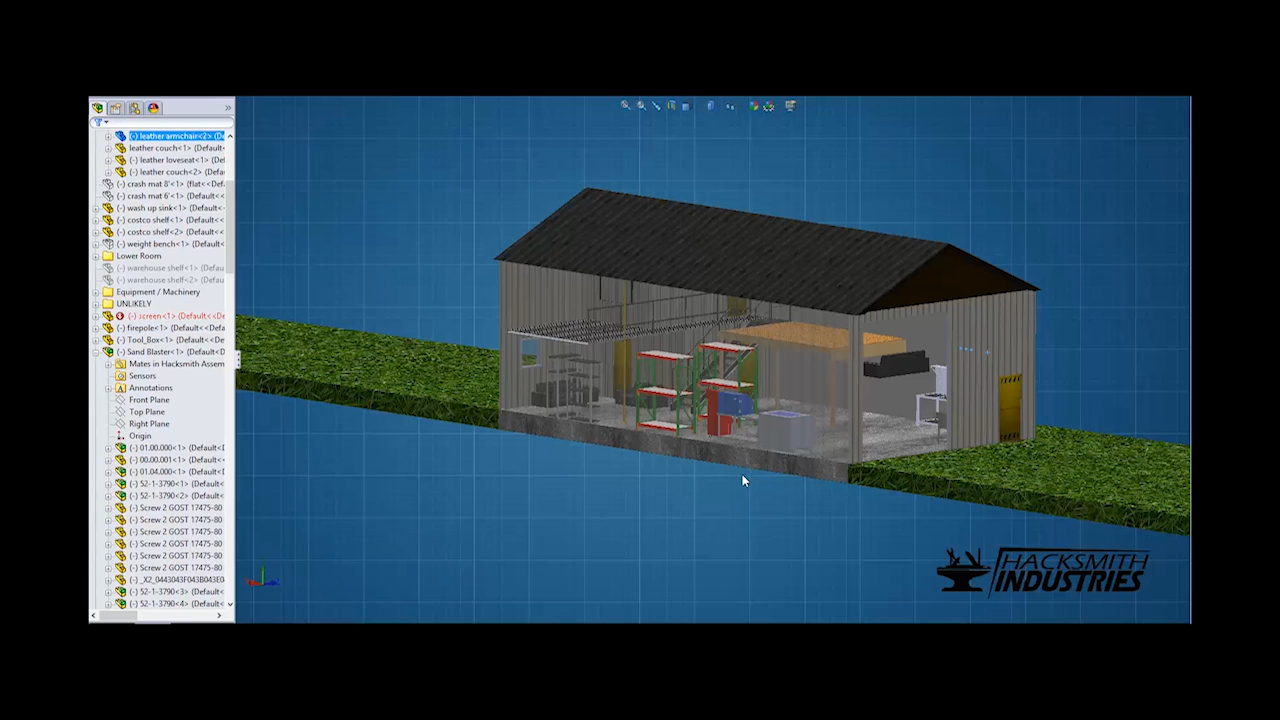 (-) leather armchair<2> (De
leather couch<1> (Default<
(-) leather loveseat<1> (Def
(-) leather couch<2> (Defau
(-) crash mat 8'<1> (flat<<Defa
(-) crash mat 6'<1> (Default<<
(-) wash up sink<1> (Default<<
(-) costco shelf<1> (Default<<
(-) costco shelf<2> (Default<<
(-) weight bench<1> (Default<
Lower Room
(-) warehouse shelf<1> (Defau
(-) warehouse shelf<2> (Defau
Equipment / Machinery
UNLIKELY
(-) screen<1> (Default<<De
(-) firepole<1> (Default<<Defa
(-) Tool_Box<1> (Default<<De
(-) Sand Blaster<1> (Default<D
Mates in Hacksmith Assem
Sensors
Annotations
Front Plane
Top Plane
Right Plane
Origin
(-) 01.00.000<1> (Default<D
(-) 00.00.001<1> (Default<
(-) 01.04.000<1> (Default<D
(-) 52-1-3790<1> (Default<
(-) 52-1-3790<2> (Default<
(-) Screw 2 GOST 17475-80
(-) Screw 2 GOST 17475-80
(-) Screw 2 GOST 17475-80
(-) Screw 2 GOST 17475-80
(-) Screw 2 GOST 17475-80
(-) Screw 2 GOST 17475-80
(-) _X2_0443043F043B043E0
(-) 52-1-3790<3> (Default<
(-) 52-1-3790<4> (Default<
HACKSMITH
INDUSTRIES